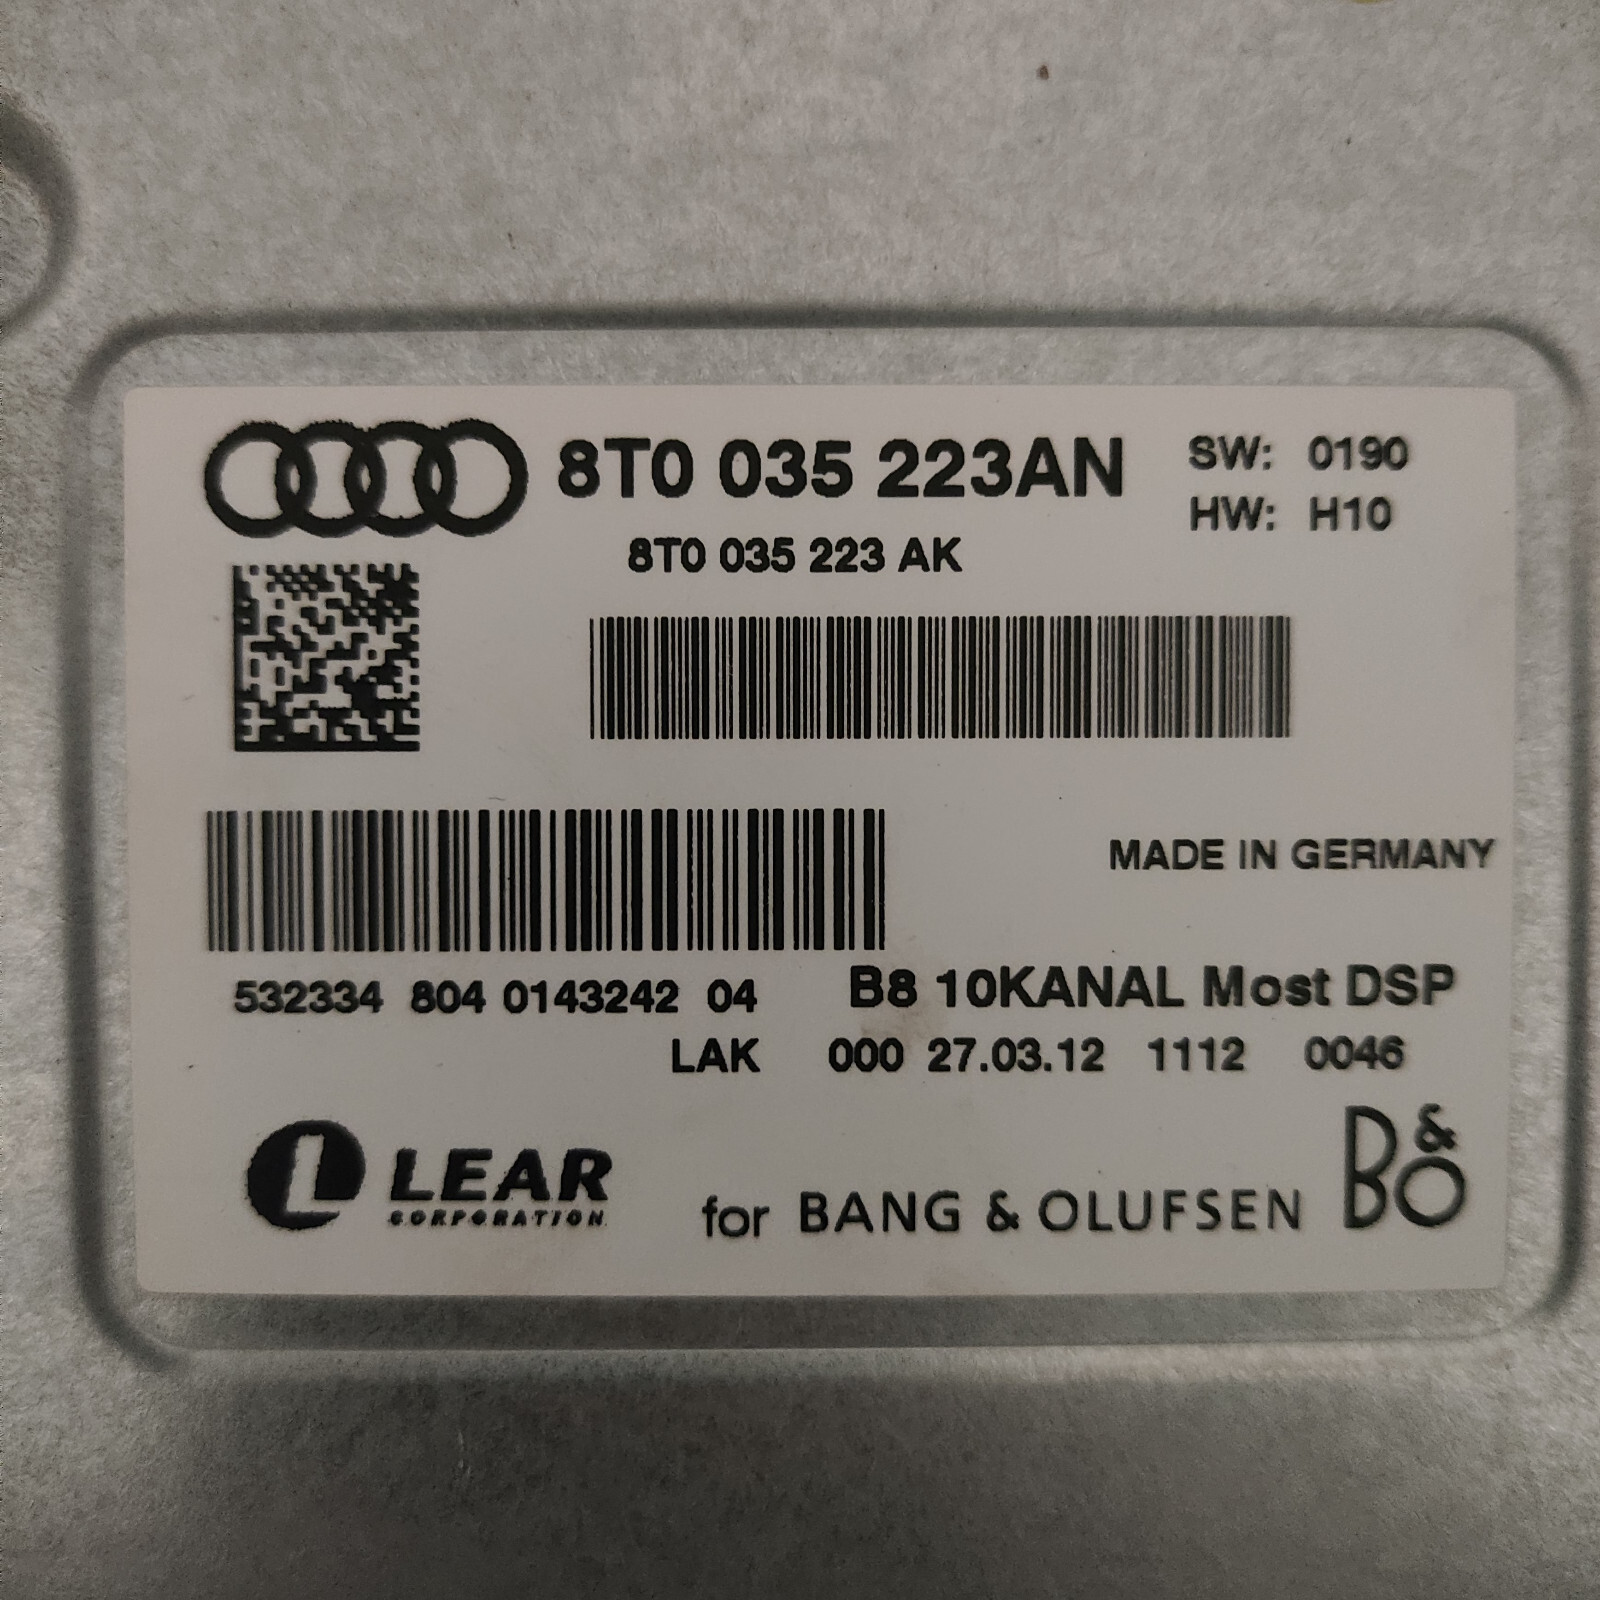 8T0 035 223AN
SW: 0190
HW: H10
8T0 035 223 AK
MADE IN GERMANY
532334 804 0143242 04
B8 10KANAL Most DSP
LAK 000 27.03.12 1112 0046
L LEAR
CORPORATION
for BANG & OLUFSEN
B&O